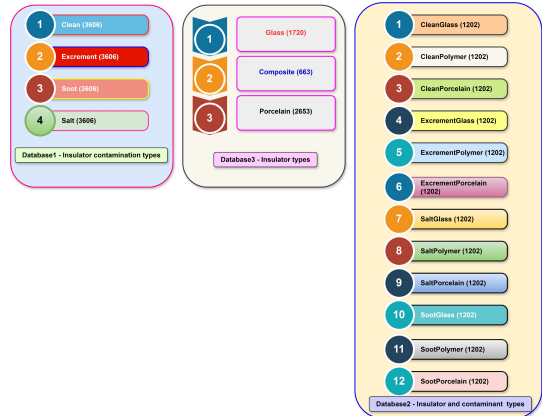 1 Clean (3606)
2 Excrement (3606)
3 Soot (3606)
4 Salt (3606)
Database1 - Insulator contamination types
1 Glass (1720)
2 Composite (663)
3 Porcelain (2653)
Database3 - Insulator types
1 CleanGlass (1202)
2 CleanPolymer (1202)
3 CleanPorcelain (1202)
4 ExcrementGlass (1202)
5 ExcrementPolymer (1202)
6 ExcrementPorcelain
(1202)
7 SaltGlass (1202)
8 SaltPolymer (1202)
9 SaltPorcelain (1202)
10 SootGlass (1202)
11 SootPolymer (1202)
12 SootPorcelain (1202)
Database2 - Insulator and contaminant types